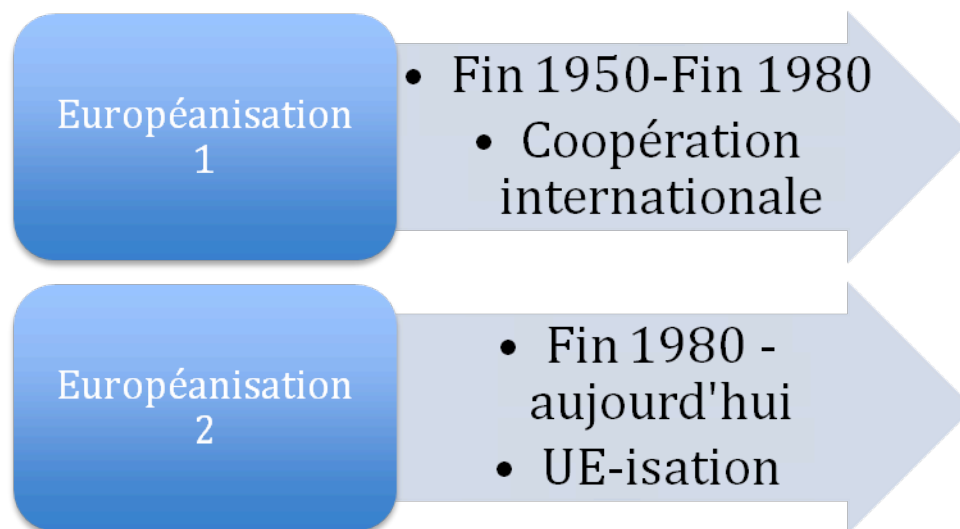 Européanisation
1
• Fin 1950-Fin 1980
• Coopération
internationale
Européanisation
2
• Fin 1980 -
aujourd'hui
• UE-isation